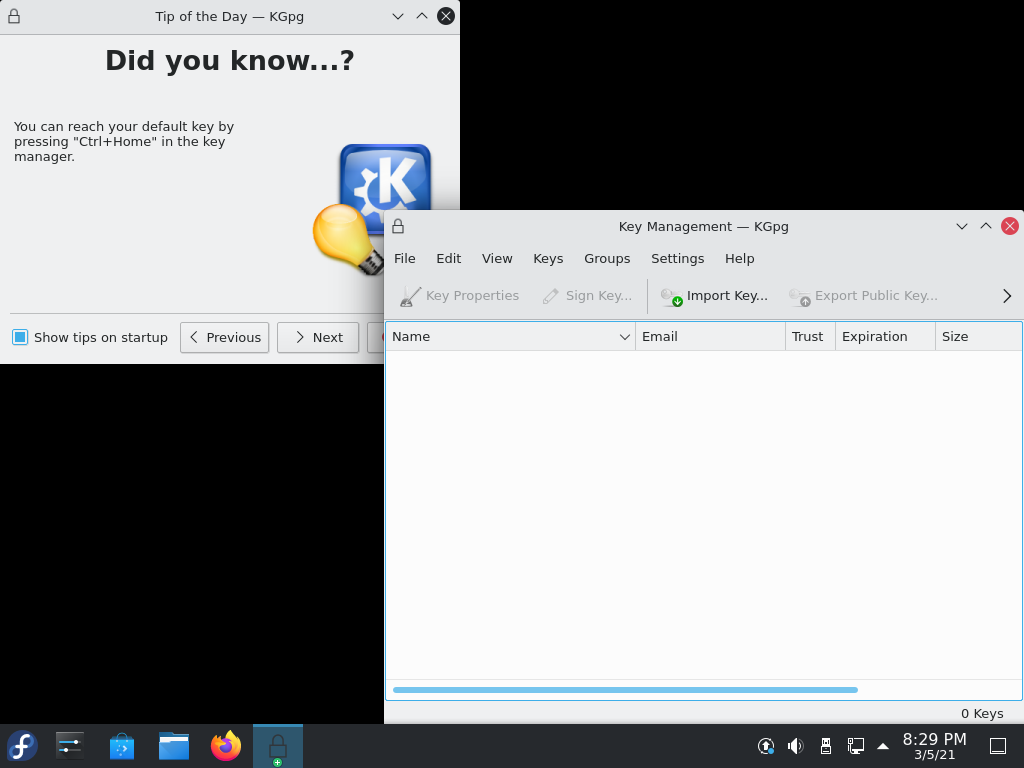 Tip of the Day — KGpg
Did you know...?
You can reach your default key by
pressing "Ctrl+Home" in the key
manager.
Show tips on startup
Previous
Next
Key Management — KGpg
File Edit View Keys Groups Settings Help
Key Properties Sign Key... Import Key... Export Public Key...
Name Email Trust Expiration Size
0 Keys
8:29 PM
3/5/21